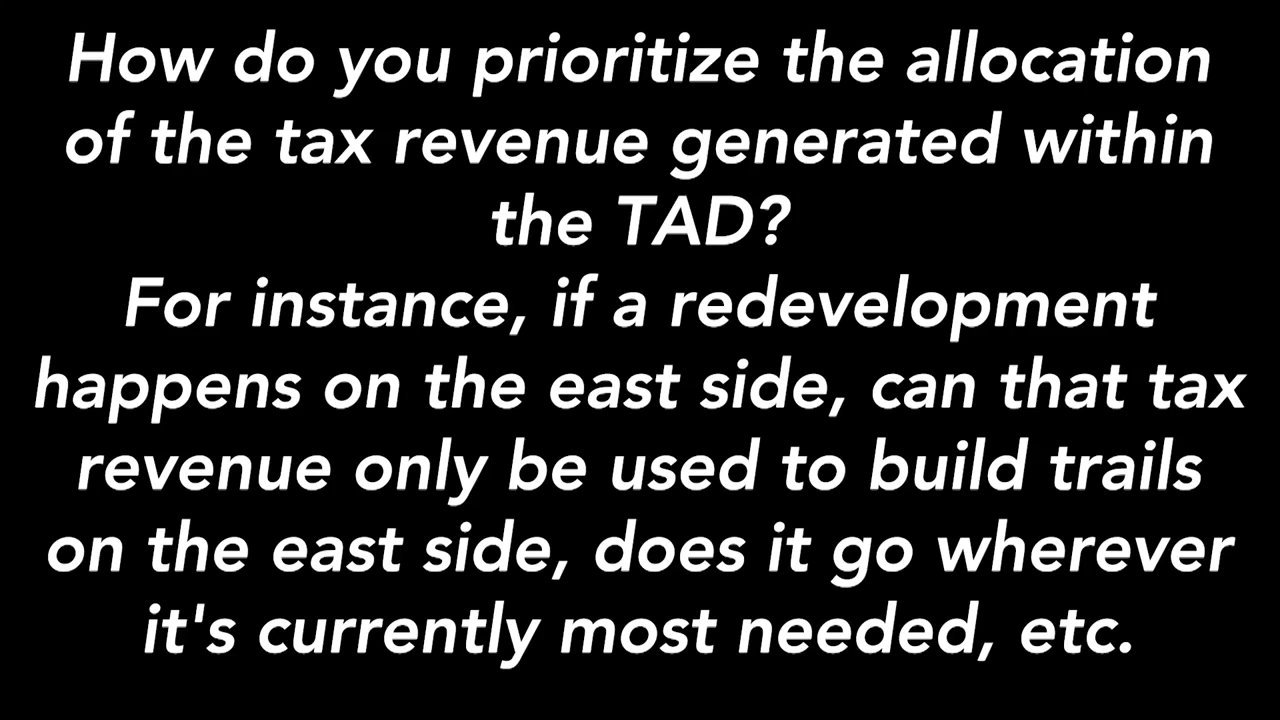 How do you prioritize the allocation
of the tax revenue generated within
the TAD?
For instance, if a redevelopment
happens on the east side, can that tax
revenue only be used to build trails
on the east side, does it go wherever
it's currently most needed, etc.